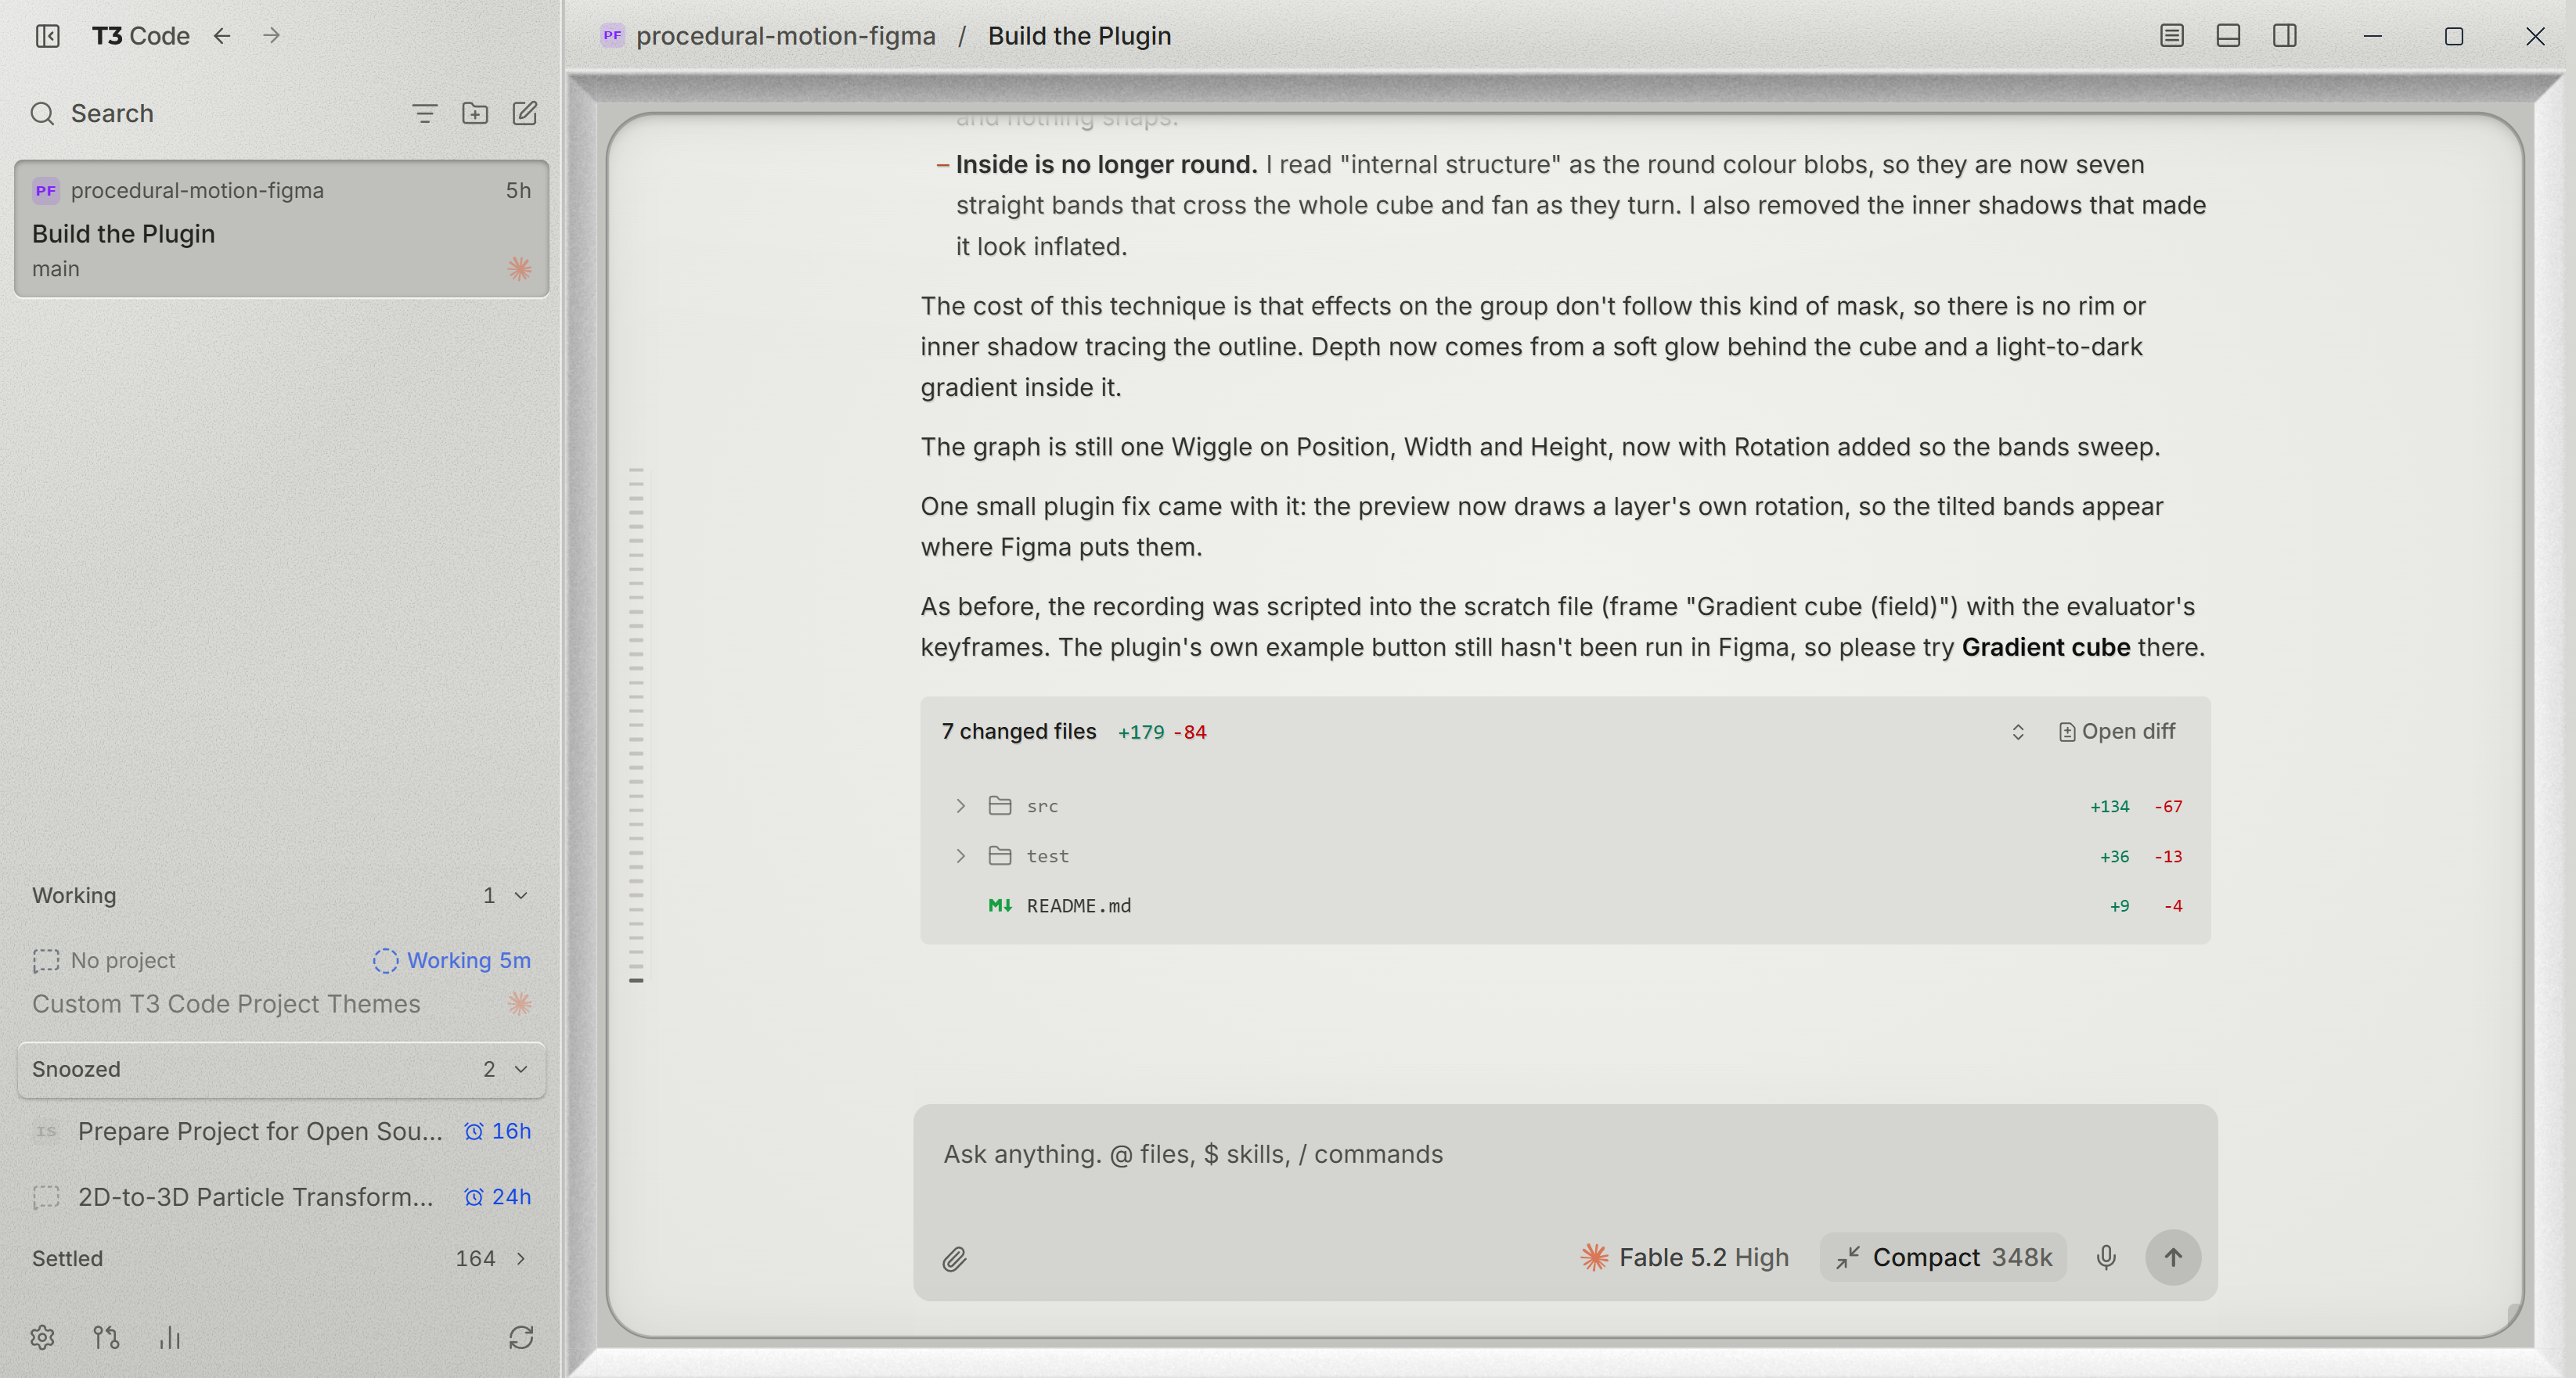 T3 Code
Search
PF procedural-motion-figma 5h
Build the Plugin
main
Working 1
No project Working 5m
Custom T3 Code Project Themes
Snoozed 2
IS Prepare Project for Open Sou... 16h
2D-to-3D Particle Transform... 24h
Settled 164
PF procedural-motion-figma / Build the Plugin
and nothing snaps.
– Inside is no longer round. I read "internal structure" as the round colour blobs, so they are now seven
straight bands that cross the whole cube and fan as they turn. I also removed the inner shadows that made
it look inflated.
The cost of this technique is that effects on the group don't follow this kind of mask, so there is no rim or
inner shadow tracing the outline. Depth now comes from a soft glow behind the cube and a light-to-dark
gradient inside it.
The graph is still one Wiggle on Position, Width and Height, now with Rotation added so the bands sweep.
One small plugin fix came with it: the preview now draws a layer's own rotation, so the tilted bands appear
where Figma puts them.
As before, the recording was scripted into the scratch file (frame "Gradient cube (field)") with the evaluator's
keyframes. The plugin's own example button still hasn't been run in Figma, so please try Gradient cube there.
7 changed files +179 -84 Open diff
src +134 -67
test +36 -13
M↓ README.md +9 -4
Ask anything. @ files, $ skills, / commands
Fable 5.2 High Compact 348k